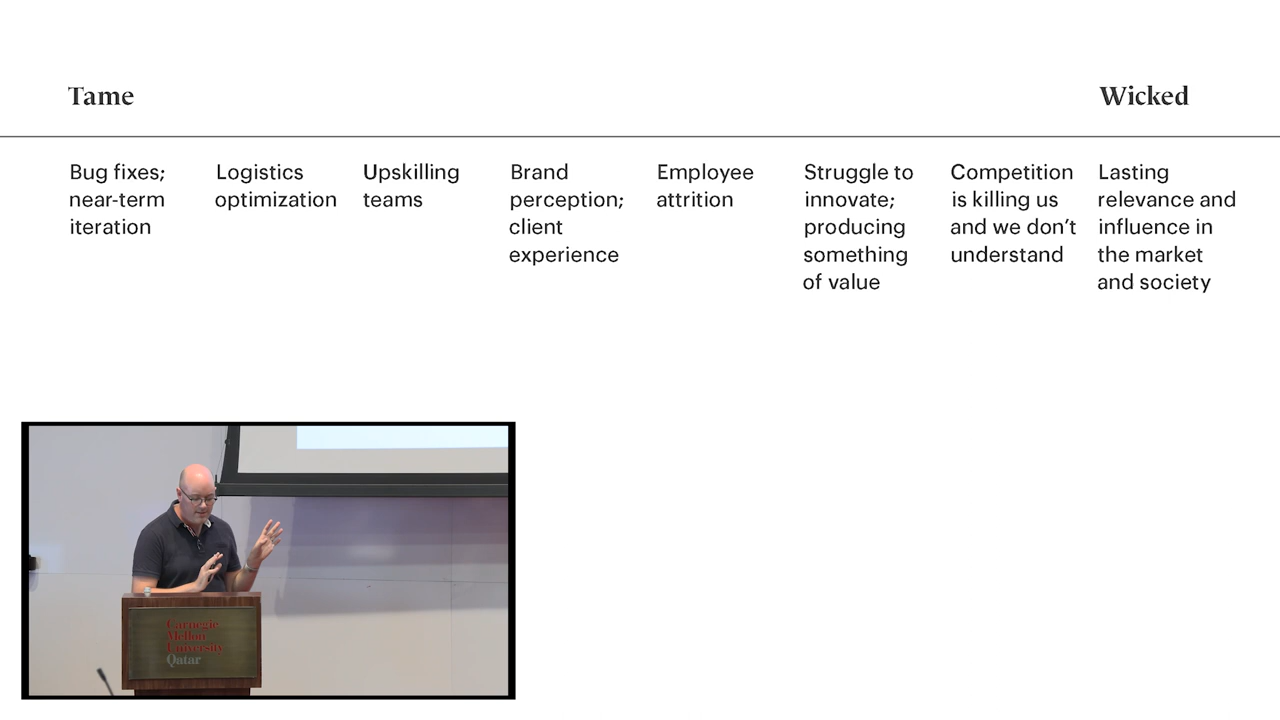 Tame
Wicked
Bug fixes;
near-term
iteration
Logistics
optimization
Upskilling
teams
Brand
perception;
client
experience
Employee
attrition
Struggle to
innovate;
producing
something
of value
Competition
is killing us
and we don’t
understand
Lasting
relevance and
influence in
the market
and society
Carnegie
Mellon
University
Qatar